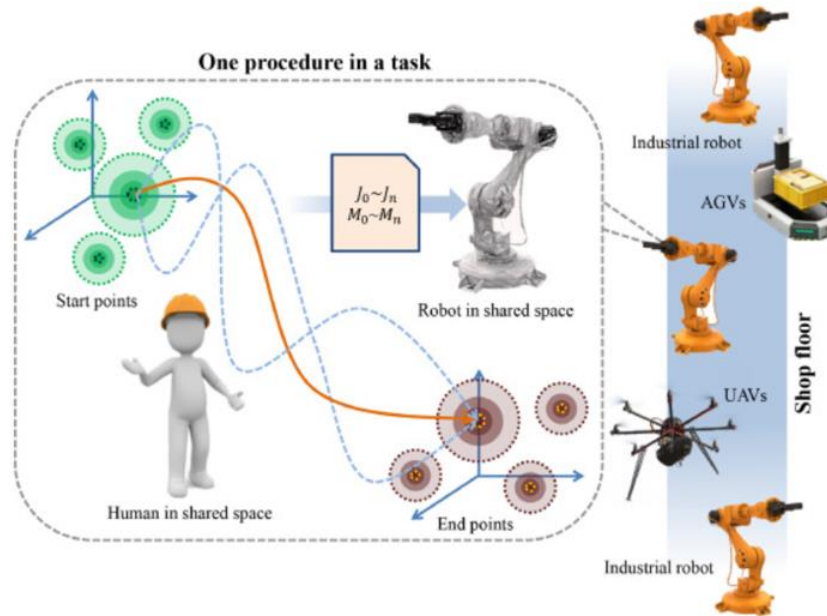 One procedure in a task
Start points
J₀~Jₙ
M₀~Mₙ
Robot in shared space
Human in shared space
End points
Industrial robot
AGVs
UAVs
Industrial robot
Shop floor